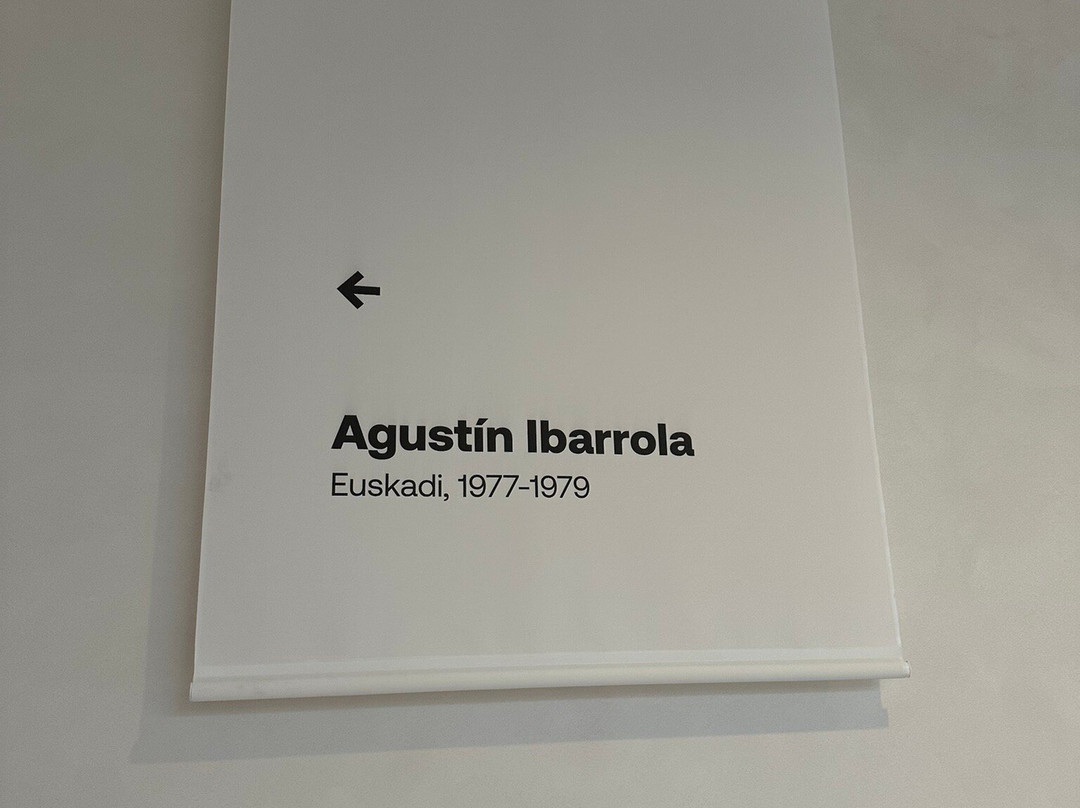 ←
Agustín Ibarrola
Euskadi, 1977-1979